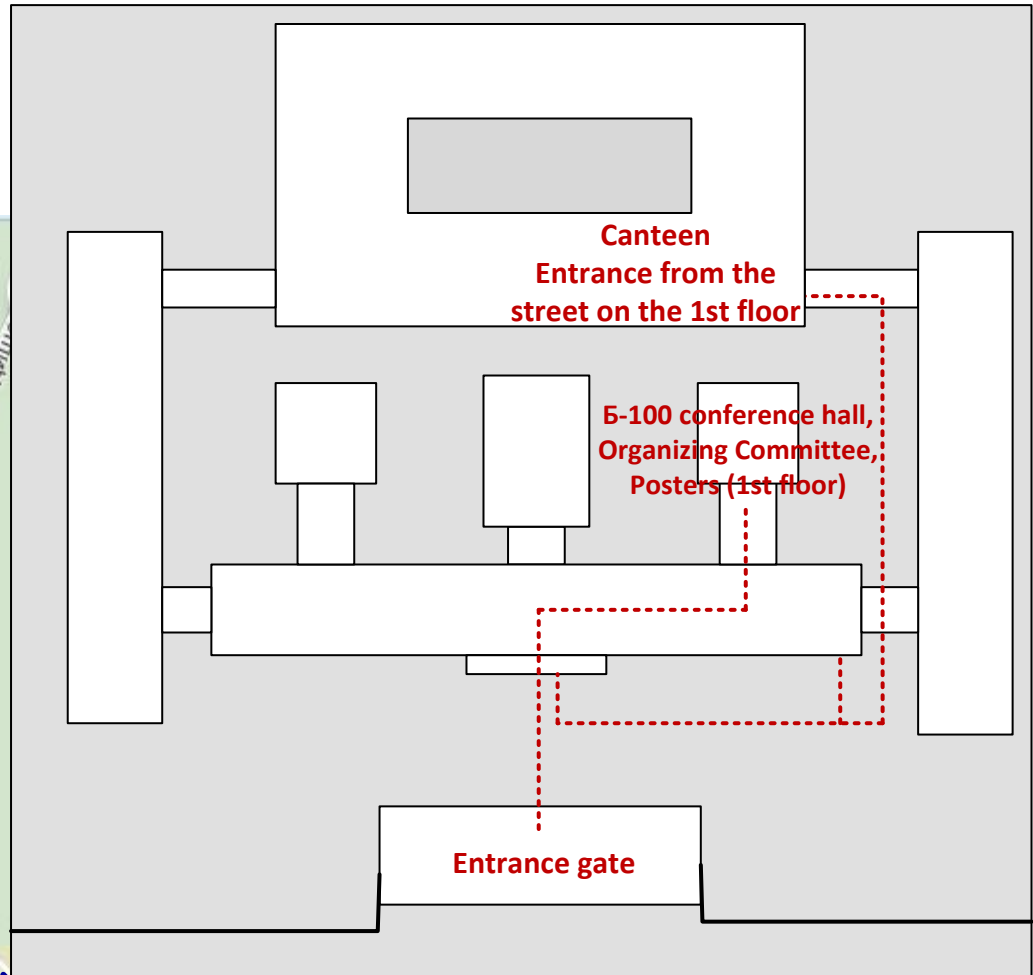 Canteen
Entrance from the
street on the 1st floor
Б-100 conference hall,
Organizing Committee,
Posters (1st floor)
Entrance gate